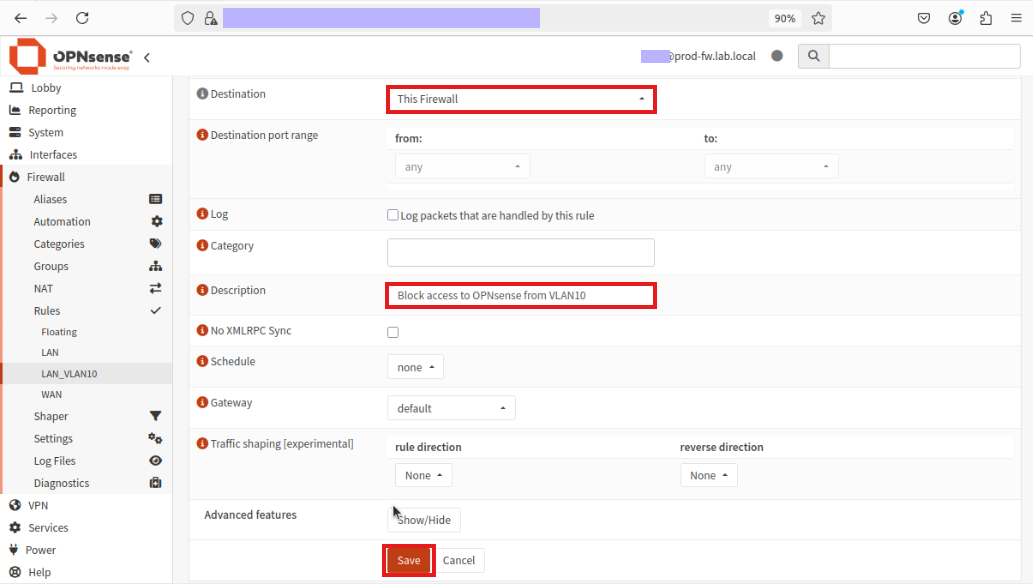 90%
OPNsense
Securing networks made easy
@prod-fw.lab.local
Lobby
Reporting
System
Interfaces
Firewall
Aliases
Automation
Categories
Groups
NAT
Rules
Floating
LAN
LAN_VLAN10
WAN
Shaper
Settings
Log Files
Diagnostics
VPN
Services
Power
Help
Destination
This Firewall
Destination port range
from: to:
any any
Log
Log packets that are handled by this rule
Category
Description
Block access to OPNsense from VLAN10
No XMLRPC Sync
Schedule
none
Gateway
default
Traffic shaping [experimental]
rule direction reverse direction
None None
Advanced features
Show/Hide
Save Cancel